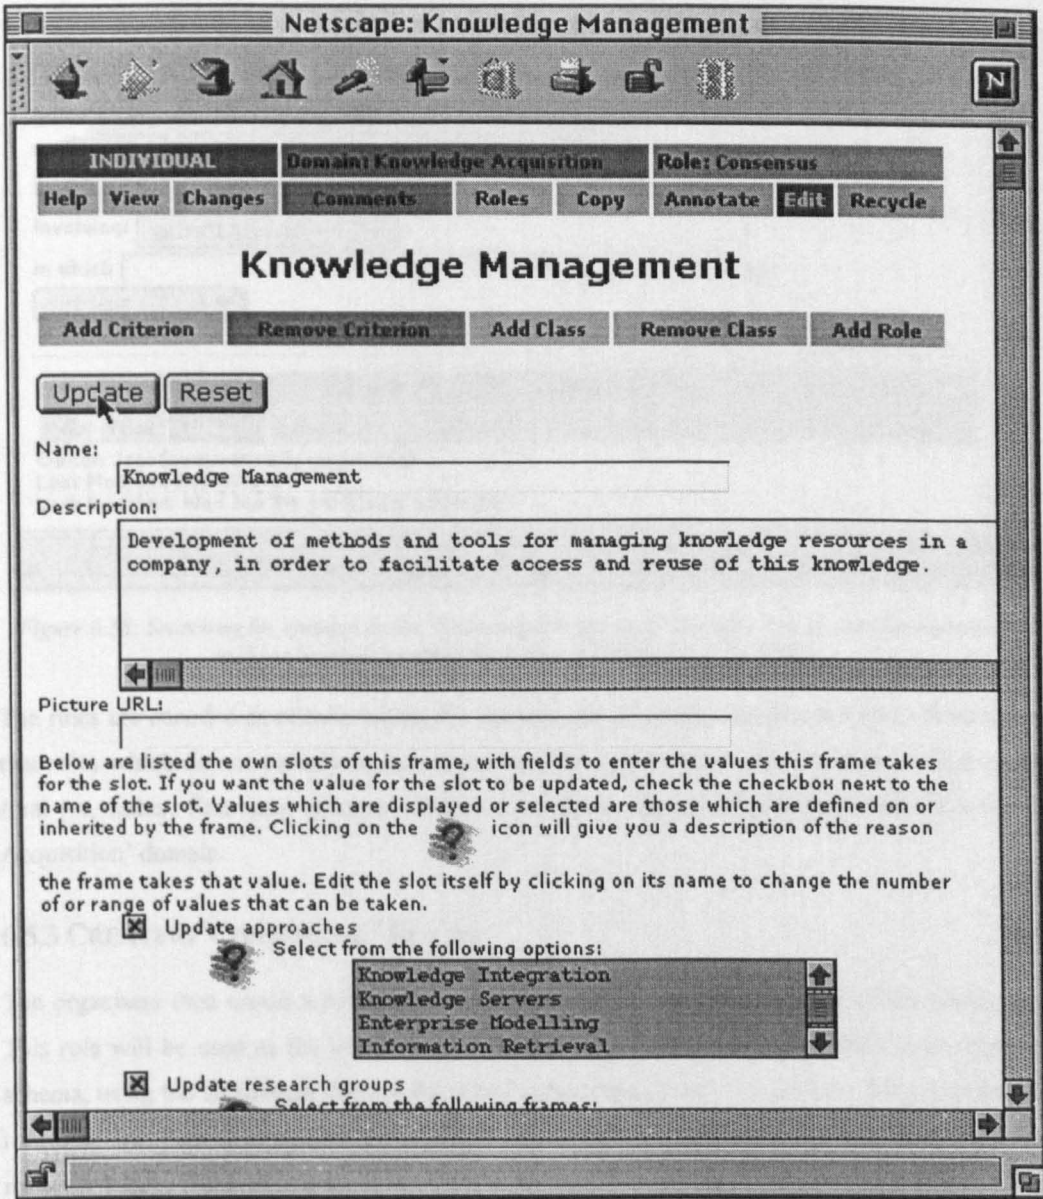 Netscape: Knowledge Management
N
INDIVIDUAL Domain: Knowledge Acquisition Role: Consensus
Help View Changes Comments Roles Copy Annotate Edit Recycle
Knowledge Management
Add Criterion Remove Criterion Add Class Remove Class Add Role
Update Reset
Name:
Knowledge Management
Description:
Development of methods and tools for managing knowledge resources in a
company, in order to facilitate access and reuse of this knowledge.
Picture URL:
Below are listed the own slots of this frame, with fields to enter the values this frame takes
for the slot. If you want the value for the slot to be updated, check the checkbox next to the
name of the slot. Values which are displayed or selected are those which are defined on or
inherited by the frame. Clicking on the ? icon will give you a description of the reason
the frame takes that value. Edit the slot itself by clicking on its name to change the number
of or range of values that can be taken.
Update approaches
? Select from the following options:
Knowledge Integration
Knowledge Servers
Enterprise Modelling
Information Retrieval
Update research groups
Select from the following frames: